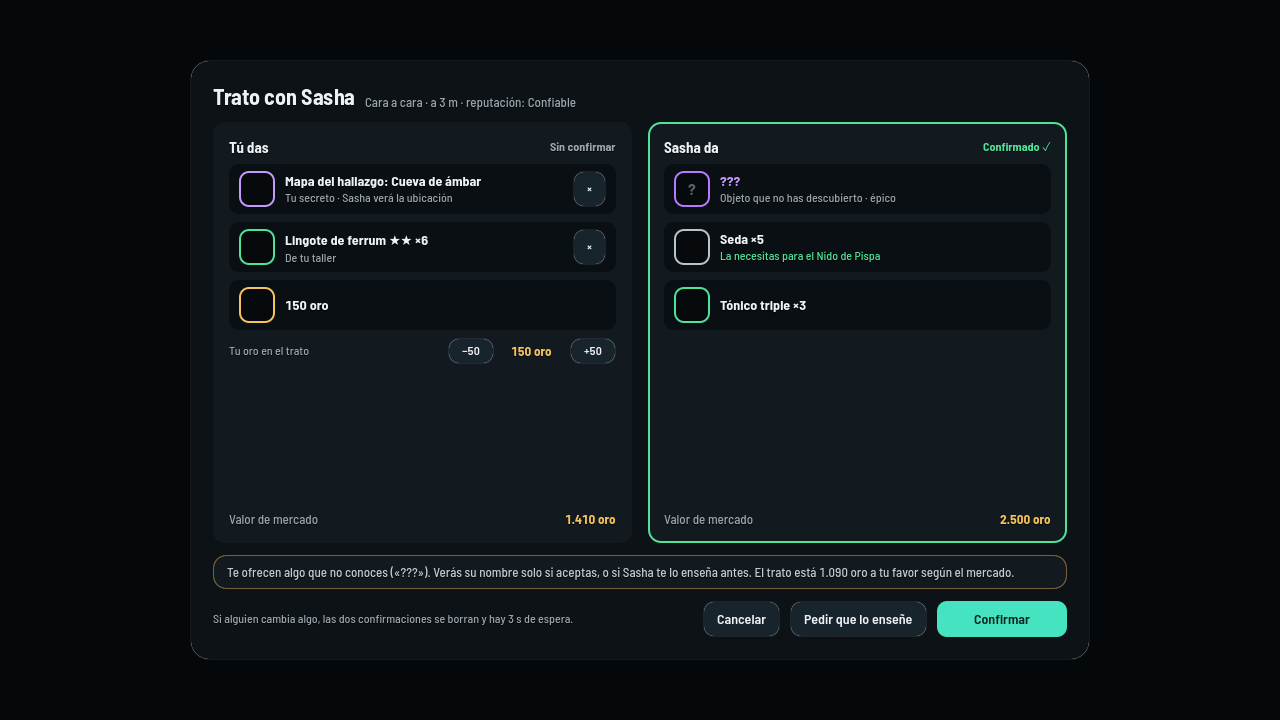 Trato con Sasha
Cara a cara · a 3 m · reputación: Confiable
Tú das
Sin confirmar
Mapa del hallazgo: Cueva de ámbar
Tu secreto · Sasha verá la ubicación
×
Lingote de ferrum ★★ ×6
De tu taller
×
150 oro
Tu oro en el trato
−50
150 oro
+50
Valor de mercado
1.410 oro
Sasha da
Confirmado ✓
?
???
Objeto que no has descubierto · épico
Seda ×5
La necesitas para el Nido de Pispa
Tónico triple ×3
Valor de mercado
2.500 oro
Te ofrecen algo que no conoces («???»). Verás su nombre solo si aceptas, o si Sasha te lo enseña antes. El trato está 1.090 oro a tu favor según el mercado.
Si alguien cambia algo, las dos confirmaciones se borran y hay 3 s de espera.
Cancelar
Pedir que lo enseñe
Confirmar